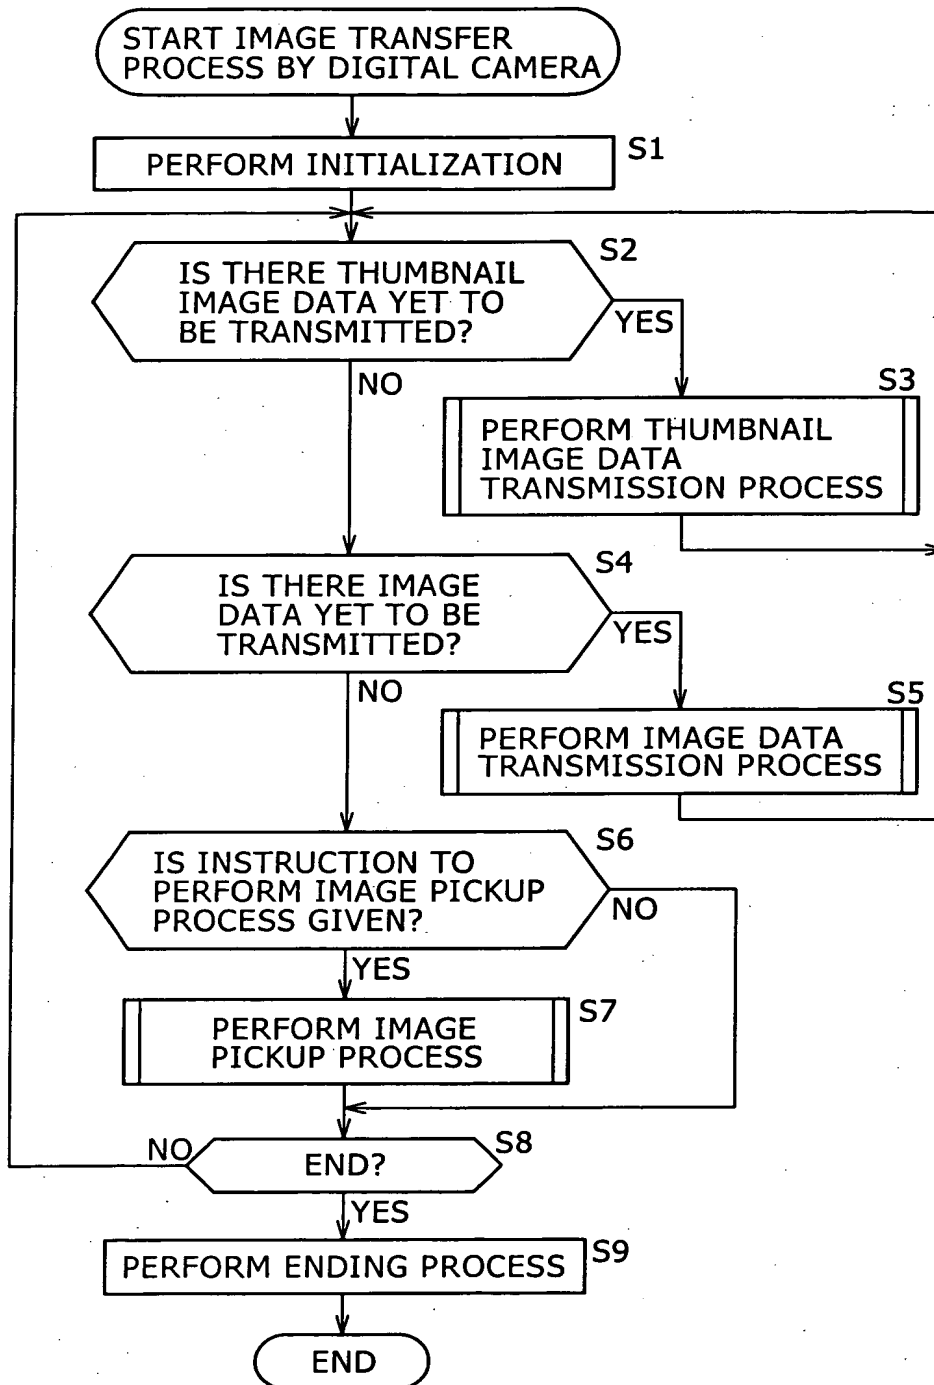 START IMAGE TRANSFER
PROCESS BY DIGITAL CAMERA
S1
PERFORM INITIALIZATION
S2
IS THERE THUMBNAIL
IMAGE DATA YET TO
BE TRANSMITTED?
YES
NO
S3
PERFORM THUMBNAIL
IMAGE DATA
TRANSMISSION PROCESS
S4
IS THERE IMAGE
DATA YET TO BE
TRANSMITTED?
YES
NO
S5
PERFORM IMAGE DATA
TRANSMISSION PROCESS
S6
IS INSTRUCTION TO
PERFORM IMAGE PICKUP
PROCESS GIVEN?
NO
YES
S7
PERFORM IMAGE
PICKUP PROCESS
S8
NO
END?
YES
S9
PERFORM ENDING PROCESS
END